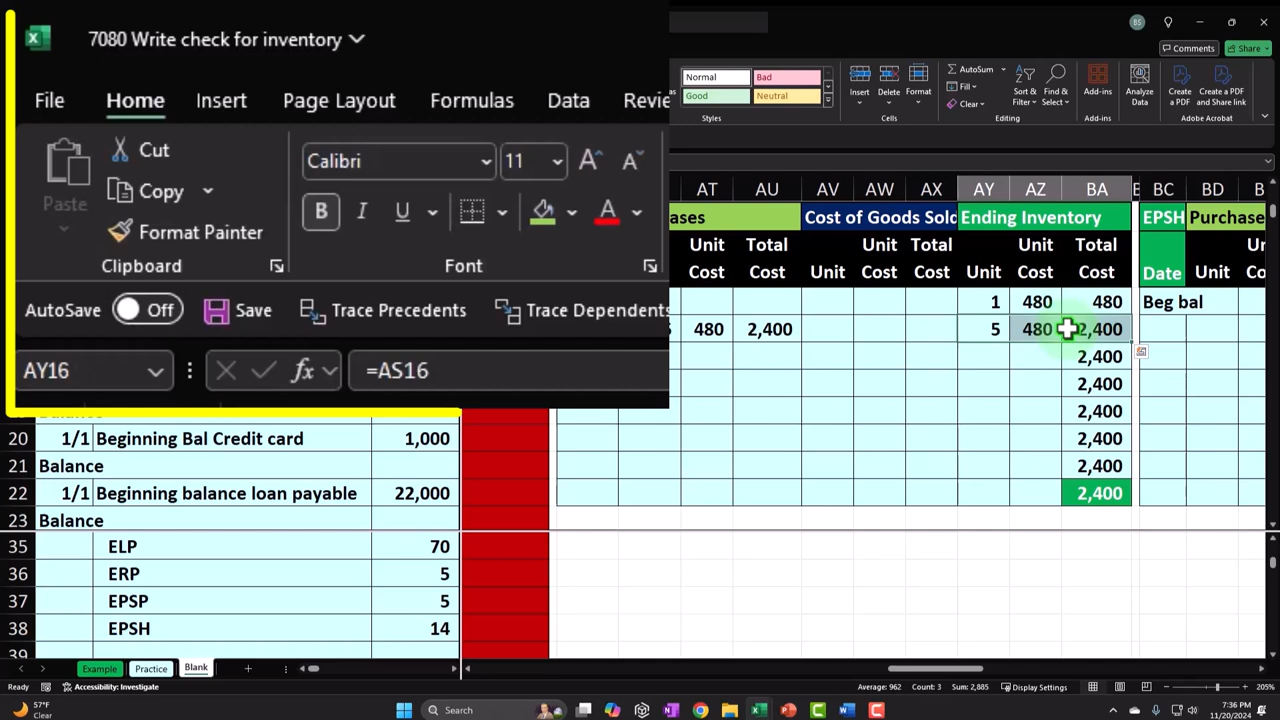 7080 Write check for inventory
BS
Comments
Share
File Home Insert Page Layout Formulas Data
Cut
Copy
Format Painter
Paste
Clipboard
Calibri 11
B I U A
Font
Normal Bad
Good Neutral
Styles
Insert Delete Format
Cells
AutoSum
Fill
Clear
Sort & Filter
Find & Select
Editing
Add-ins
Add-ins
Analyze Data
Create a PDF
Create a PDF and Share link
Adobe Acrobat
AutoSave Off Save Trace Precedents Trace Dependents
AY16 fx =AS16
AT AU AV AW AX AY AZ BA BC BD
Cost of Goods Sold Ending Inventory EPSH Purchase
Unit Total Unit Total Unit Total
Cost Cost Unit Cost Cost Unit Cost Cost Date Unit
1 480 480 Beg bal
480 2,400 5 480 2,400
2,400
2,400
2,400
20 1/1 Beginning Bal Credit card 1,000 2,400
21 Balance 2,400
22 1/1 Beginning balance loan payable 22,000 2,400
23 Balance
35 ELP 70
36 ERP 5
37 EPSP 5
38 EPSH 14
39
Example Practice Blank
Ready Accessibility: Investigate Average: 962 Count: 3 Sum: 2,885 Display Settings 205%
57°F
Clear
Search
7:36 PM
11/20/2024